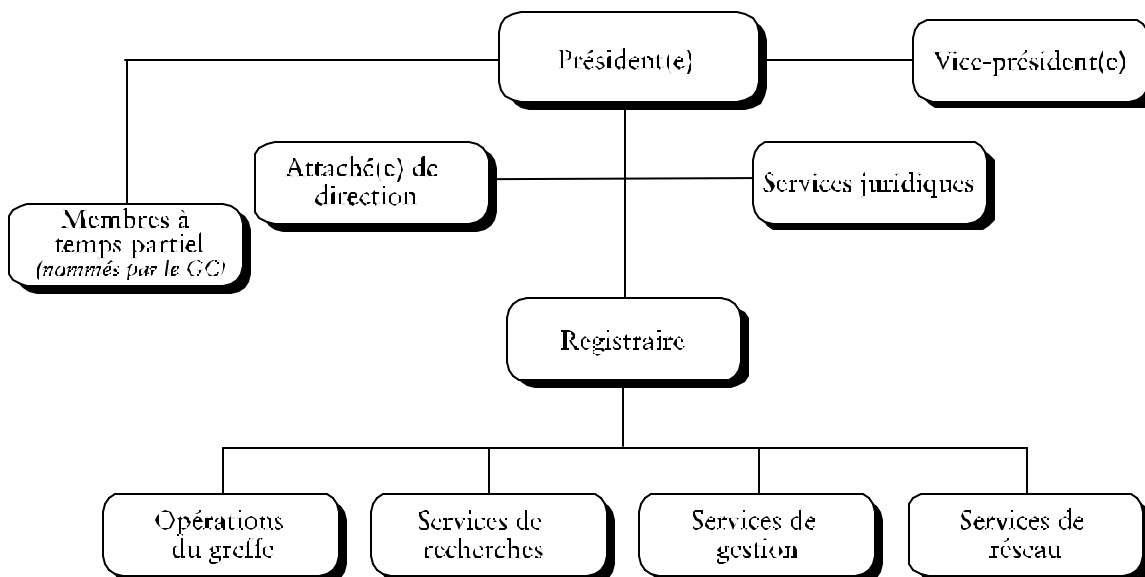 Président(e)
Vice-président(e)
Attaché(e) de
direction
Services juridiques
Membres à
temps partiel
(nommés par le GC)
Registraire
Opérations
du greffe
Services de
recherches
Services de
gestion
Services de
réseau